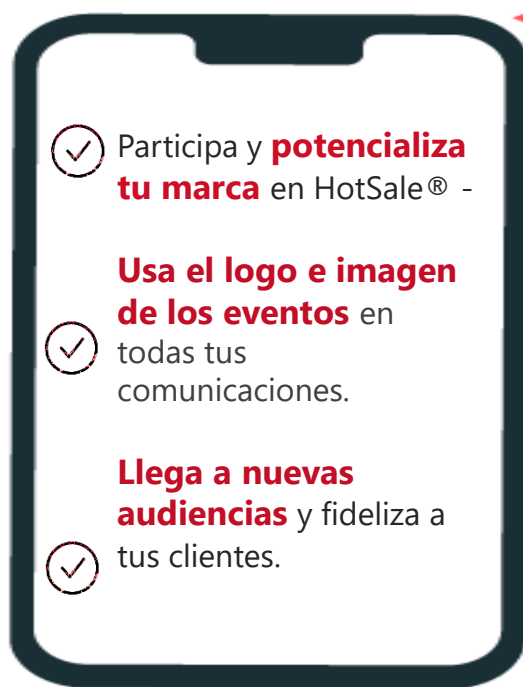 Participa y potencializa
tu marca en HotSale® -
Usa el logo e imagen
de los eventos en
todas tus
comunicaciones.
Llega a nuevas
audiencias y fideliza a
tus clientes.